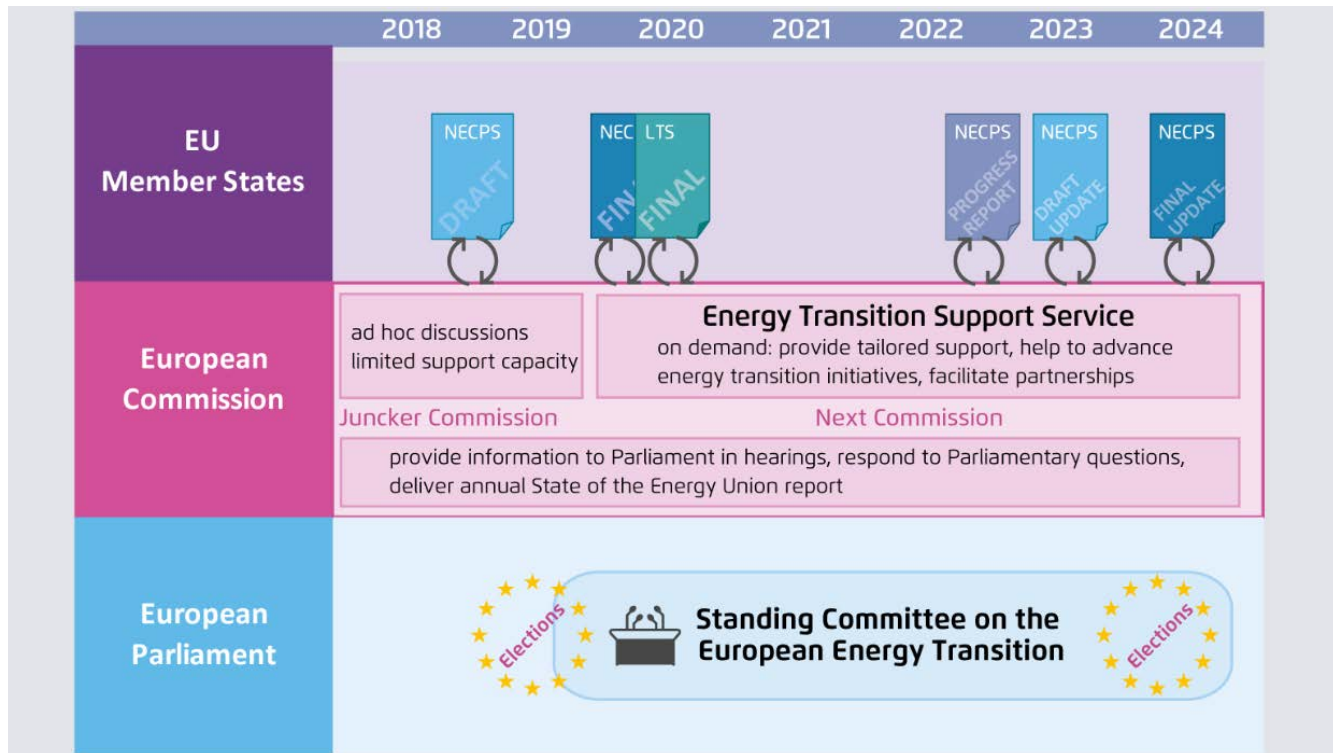 2018 2019 2020 2021 2022 2023 2024
EU
Member States
NECPS
DRAFT
NEC
FIN
LTS
FINAL
NECPS
PROGRESS
REPORT
NECPS
DRAFT
UPDATE
NECPS
FINAL
UPDATE
European
Commission
ad hoc discussions
limited support capacity
Energy Transition Support Service
on demand: provide tailored support, help to advance
energy transition initiatives, facilitate partnerships
Juncker Commission
Next Commission
provide information to Parliament in hearings, respond to Parliamentary questions,
deliver annual State of the Energy Union report
European
Parliament
Elections
Standing Committee on the
European Energy Transition
Elections